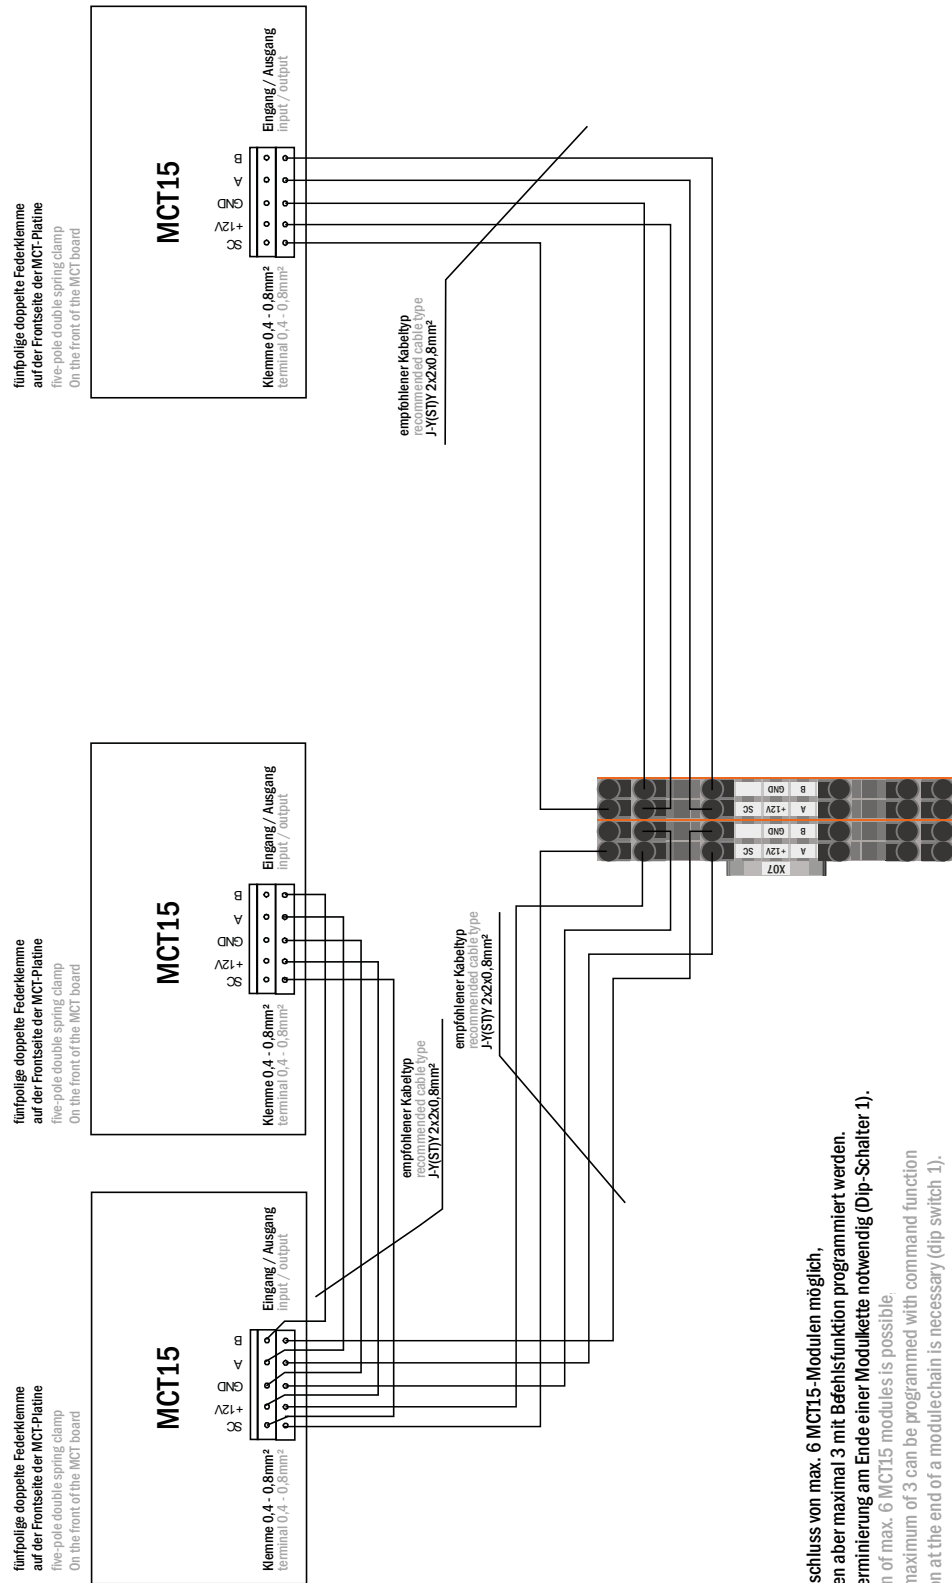 fünfpolige doppelte Federklemme
auf der Frontseite der MCT-Platine
five-pole double spring clamp
On the front of the MCT board
MCT15
SC
+12V
GND
A
B
Klemme 0,4 - 0,8mm²
terminal 0,4 - 0,8mm²
Eingang / Ausgang
input / output
fünfpolige doppelte Federklemme
auf der Frontseite der MCT-Platine
five-pole double spring clamp
On the front of the MCT board
MCT15
SC
+12V
GND
A
B
Klemme 0,4 - 0,8mm²
terminal 0,4 - 0,8mm²
Eingang / Ausgang
input / output
fünfpolige doppelte Federklemme
auf der Frontseite der MCT-Platine
five-pole double spring clamp
On the front of the MCT board
MCT15
SC
+12V
GND
A
B
Klemme 0,4 - 0,8mm²
terminal 0,4 - 0,8mm²
Eingang / Ausgang
input / output
empfohlener Kabeltyp
recommended cable type
J-Y(ST)Y 2x2x0,8mm²
empfohlener Kabeltyp
recommended cable type
J-Y(ST)Y 2x2x0,8mm²
empfohlener Kabeltyp
recommended cable type
J-Y(ST)Y 2x2x0,8mm²
X07
SC
+12V
A
GND
B
SC
+12V
A
GND
B
schluss von max. 6 MCT15-Modulen möglich,
en aber maximal 3 mit Befehlsfunktion programmiert werden.
erminierung am Ende einer Modulkette notwendig (Dip-Schalter 1).
n of max. 6 MCT15 modules is possible,
maximum of 3 can be programmed with command function
on at the end of a modulechain is necessary (dip switch 1).